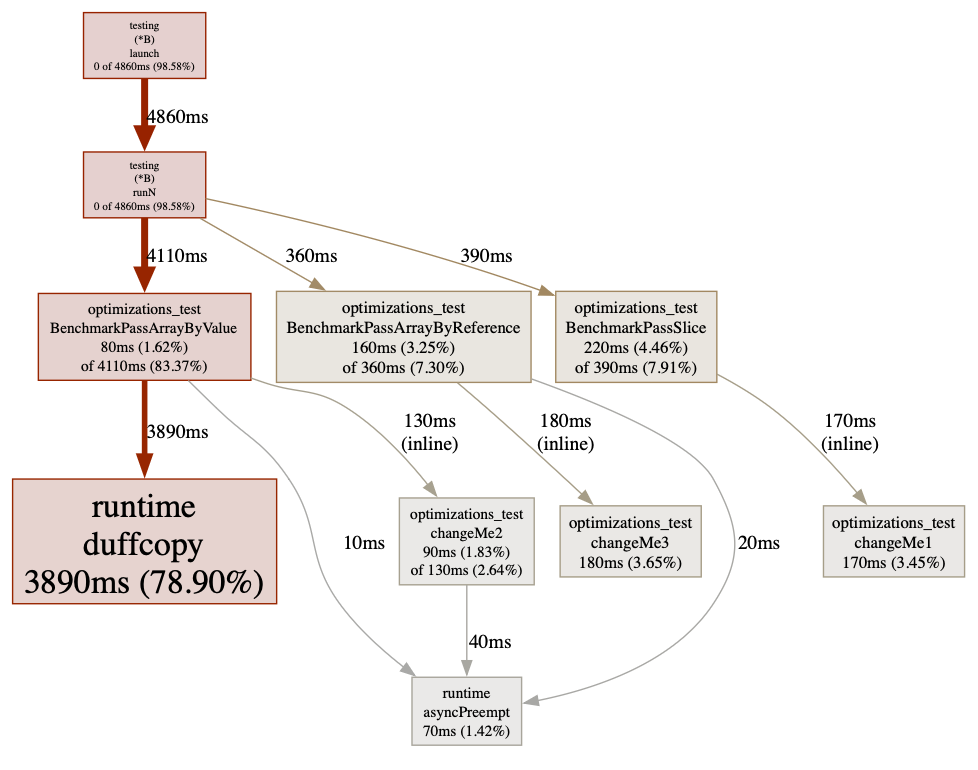 testing
(*B)
launch
0 of 4860ms (98.58%)
4860ms
testing
(*B)
runN
0 of 4860ms (98.58%)
4110ms
360ms
390ms
optimizations_test
BenchmarkPassArrayByValue
80ms (1.62%)
of 4110ms (83.37%)
optimizations_test
BenchmarkPassArrayByReference
160ms (3.25%)
of 360ms (7.30%)
optimizations_test
BenchmarkPassSlice
220ms (4.46%)
of 390ms (7.91%)
3890ms
130ms
(inline)
180ms
(inline)
170ms
(inline)
runtime
duffcopy
3890ms (78.90%)
10ms
optimizations_test
changeMe2
90ms (1.83%)
of 130ms (2.64%)
optimizations_test
changeMe3
180ms (3.65%)
20ms
optimizations_test
changeMe1
170ms (3.45%)
40ms
runtime
asyncPreempt
70ms (1.42%)